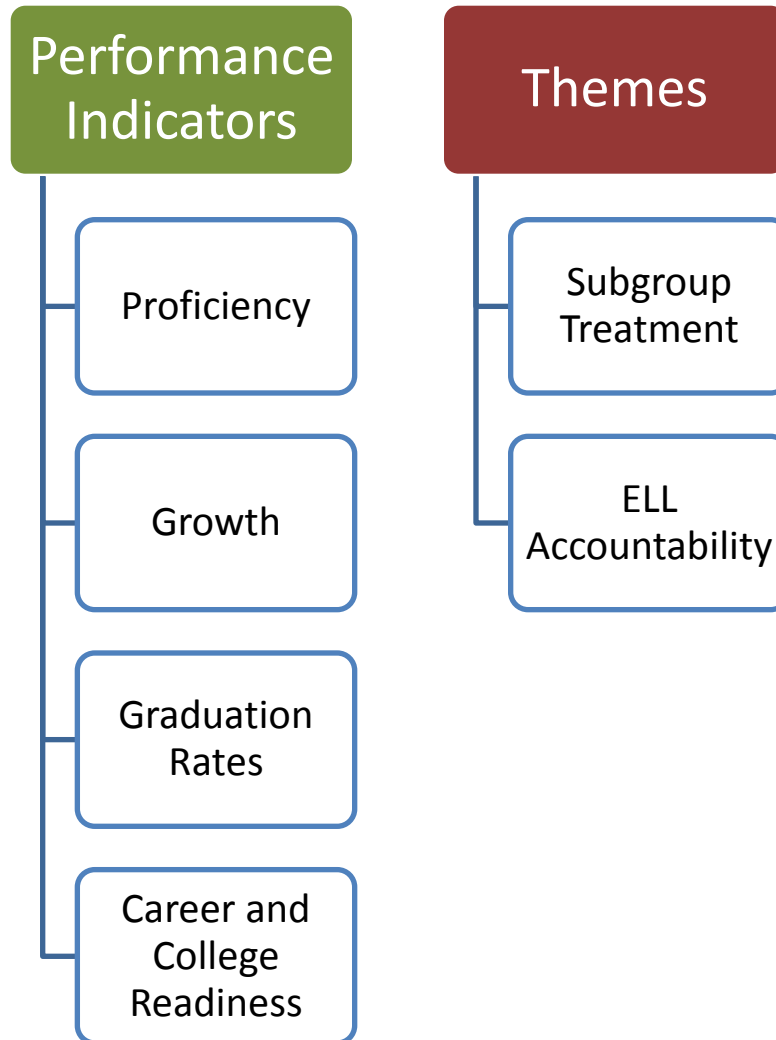 Performance
Indicators
Proficiency
Growth
Graduation
Rates
Career and
College
Readiness
Themes
Subgroup
Treatment
ELL
Accountability